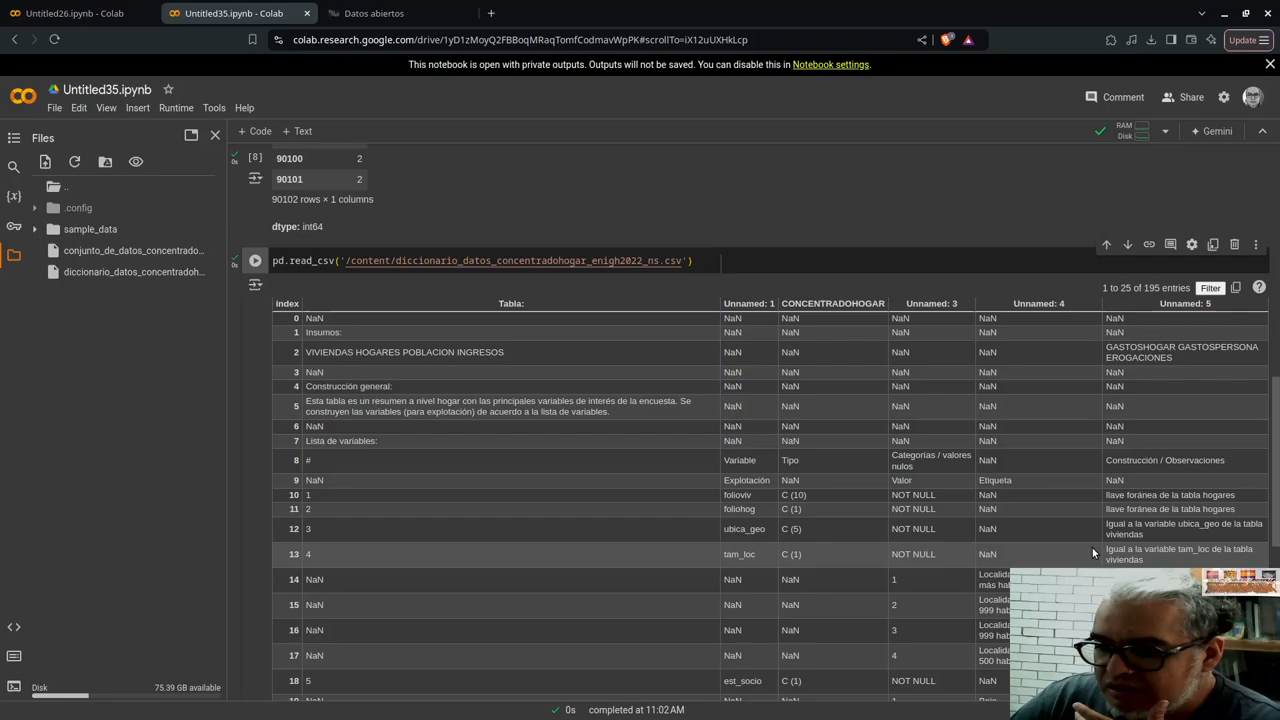 Untitled26.ipynb - Colab
Untitled35.ipynb - Colab
Datos abiertos
colab.research.google.com/drive/1yD1zMoyQ2FBBoqMRaqTomfCodmavWpPK#scrollTo=iX12uUXHkLcp
Update
This notebook is open with private outputs. Outputs will not be saved. You can disable this in Notebook settings.
Untitled35.ipynb
File Edit View Insert Runtime Tools Help
Comment Share
Files
+ Code + Text
RAM
Disk
Gemini
..
.config
sample_data
conjunto_de_datos_concentrado...
diccionario_datos_concentradoh...
0s [8]
90100 2
90101 2
90102 rows × 1 columns
dtype: int64
0s
pd.read_csv('/content/diccionario_datos_concentradohogar_enigh2022_ns.csv')
1 to 25 of 195 entries Filter
index Tabla: Unnamed: 1 CONCENTRADOHOGAR Unnamed: 3 Unnamed: 4 Unnamed: 5
0 NaN NaN NaN NaN NaN NaN
1 Insumos: NaN NaN NaN NaN NaN
2 VIVIENDAS HOGARES POBLACION INGRESOS NaN NaN NaN NaN GASTOSHOGAR GASTOSPERSONA
EROGACIONES
3 NaN NaN NaN NaN NaN NaN
4 Construcción general: NaN NaN NaN NaN NaN
5 Esta tabla es un resumen a nivel hogar con las principales variables de interés de la encuesta. Se
construyen las variables (para explotación) de acuerdo a la lista de variables. NaN NaN NaN NaN NaN
6 NaN NaN NaN NaN NaN NaN
7 Lista de variables: NaN NaN NaN NaN NaN
8 # Variable Tipo Categorías / valores
nulos NaN Construcción / Observaciones
9 NaN Explotación NaN Valor Etiqueta NaN
10 1 folioviv C (10) NOT NULL NaN llave foránea de la tabla hogares
11 2 foliohog C (1) NOT NULL NaN llave foránea de la tabla hogares
12 3 ubica_geo C (5) NOT NULL NaN Igual a la variable ubica_geo de la tabla
viviendas
13 4 tam_loc C (1) NOT NULL NaN Igual a la variable tam_loc de la tabla
viviendas
14 NaN NaN NaN 1
15 NaN NaN NaN 2
16 NaN NaN NaN 3
17 NaN NaN NaN 4
18 5 est_socio C (1) NOT NULL NaN
Disk 75.39 GB available
0s completed at 11:02 AM